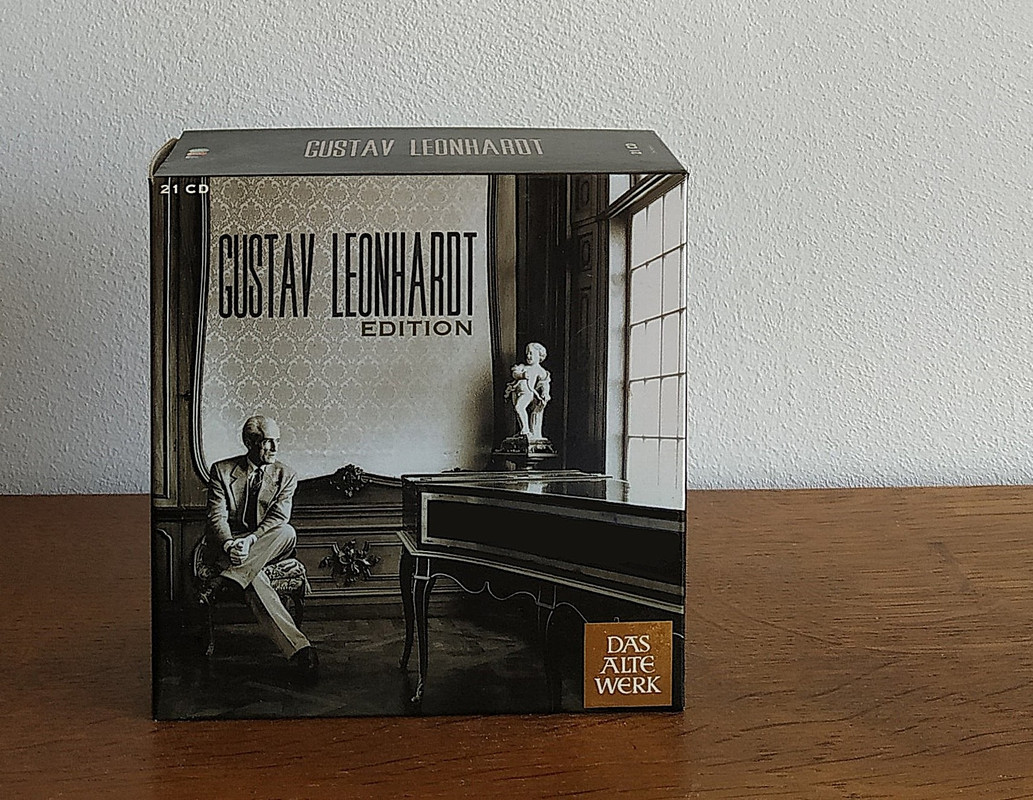 GUSTAV LEONHARDT
21 CD
GUSTAV LEONHARDT
EDITION
DAS
ALTE
WERK